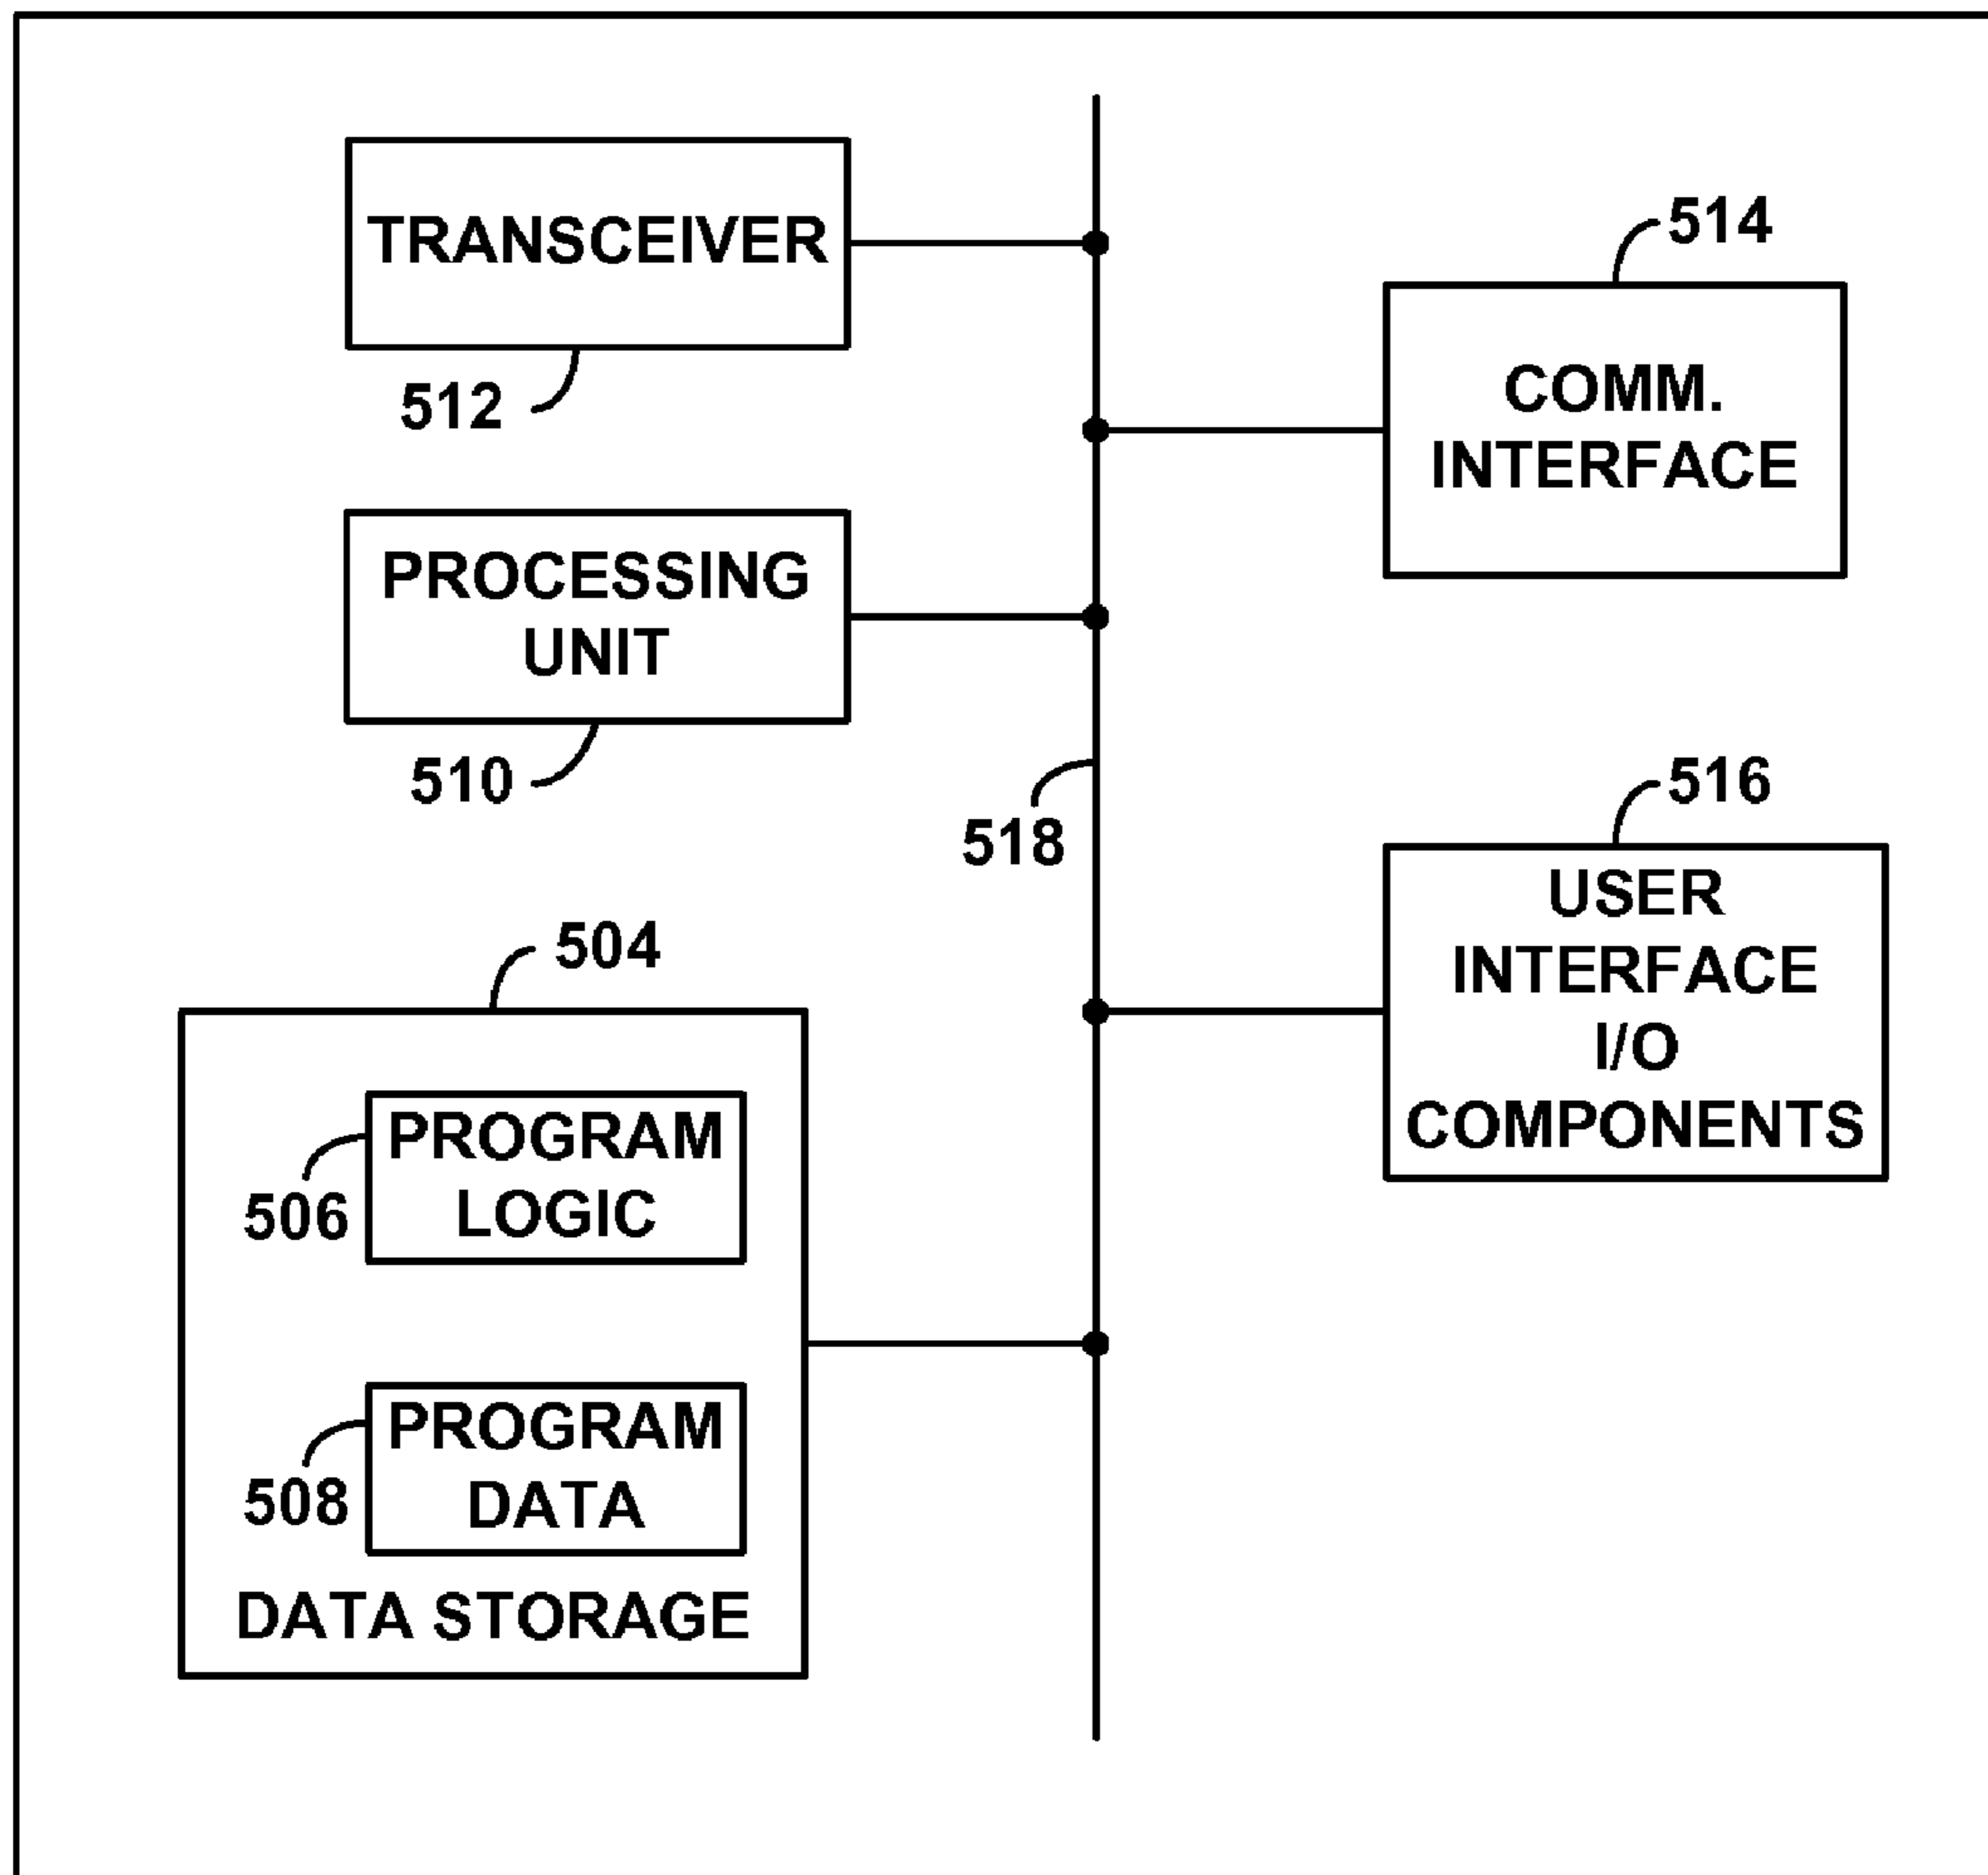 TRANSCEIVER
512
514
COMM.
INTERFACE
PROCESSING
UNIT
510
518
516
USER
INTERFACE
I/O
COMPONENTS
504
PROGRAM
LOGIC
506
PROGRAM
DATA
508
DATA STORAGE